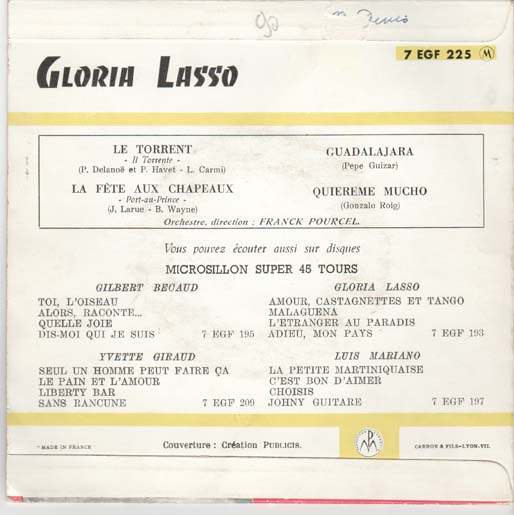 7 EGF 225 M
GLORIA LASSO
LE TORRENT
- Il Torrente -
(P. Delanoë et P. Havet - L. Carmi)
LA FÊTE AUX CHAPEAUX
- Port-au-Prince -
(J. Larue - B. Wayne)
GUADALAJARA
(Pepe Guizar)
QUIEREME MUCHO
(Gonzalo Roig)
Orchestre, direction : FRANCK POURCEL.
Vous pouvez écouter aussi sur disques
MICROSILLON SUPER 45 TOURS
GILBERT BECAUD
TOI, L'OISEAU
ALORS, RACONTE...
QUELLE JOIE
DIS-MOI QUI JE SUIS 7 EGF 195
GLORIA LASSO
AMOUR, CASTAGNETTES ET TANGO
MALAGUENA
L'ETRANGER AU PARADIS
ADIEU, MON PAYS 7 EGF 193
YVETTE GIRAUD
SEUL UN HOMME PEUT FAIRE ÇA
LE PAIN ET L'AMOUR
LIBERTY BAR
SANS RANCUNE 7 EGF 209
LUIS MARIANO
LA PETITE MARTINIQUAISE
C'EST BON D'AIMER
CHOISIS
JOHNY GUITARE 7 EGF 197
MADE IN FRANCE
Couverture : Création PUBLICIS.
CARRON & FILS-LYON-VII.